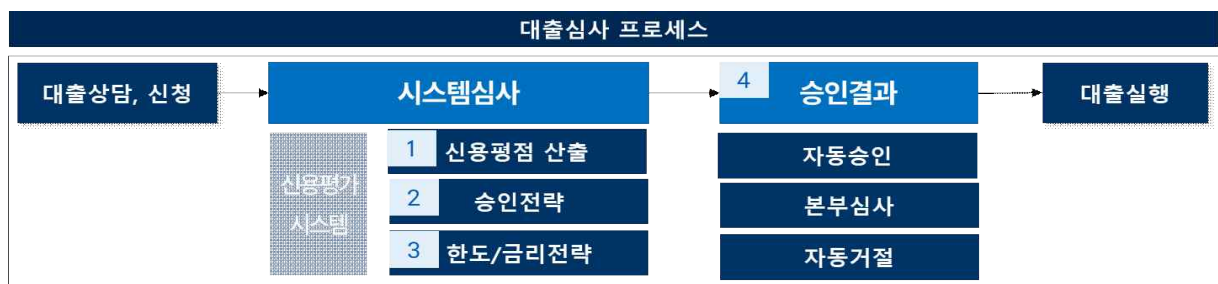 대출심사 프로세스
대출상담, 신청
시스템심사
4 승인결과
대출실행
신용평가
시스템
1 신용평점 산출
2 승인전략
3 한도/금리전략
자동승인
본부심사
자동거절